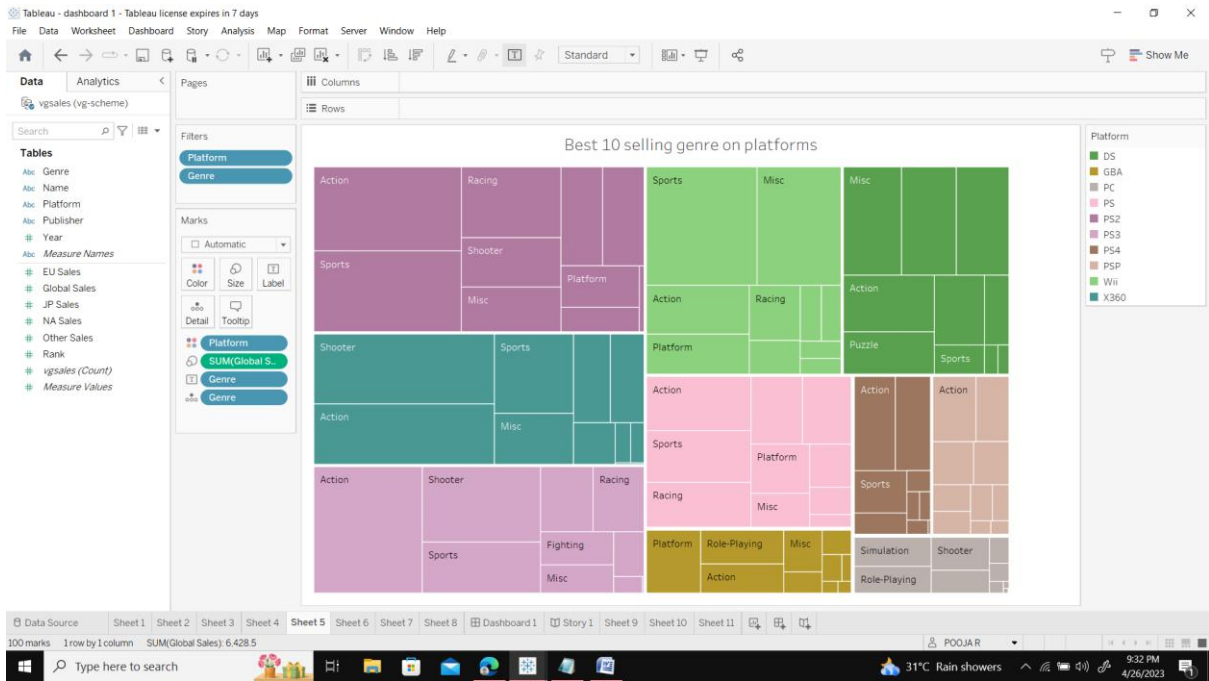 Tableau - dashboard 1 - Tableau license expires in 7 days
File Data Worksheet Dashboard Story Analysis Map Format Server Window Help
Standard
Show Me
Data Analytics
vgsales (vg-scheme)
Search
Tables
Abc Genre
Abc Name
Abc Platform
Abc Publisher
# Year
Abc Measure Names
# EU Sales
# Global Sales
# JP Sales
# NA Sales
# Other Sales
# Rank
# vgsales (Count)
# Measure Values
Pages
Filters
Platform
Genre
Marks
Automatic
Color Size Label
Detail Tooltip
Platform
SUM(Global S..
Genre
Genre
Columns
Rows
Best 10 selling genre on platforms
Action Racing
Sports Shooter
Misc Platform
Shooter Sports
Action Misc
Action Shooter Racing
Sports Fighting
Misc
Sports Misc
Action Racing
Platform
Misc
Action
Puzzle Sports
Action
Sports Platform
Racing Misc
Action
Sports
Action
Platform Role-Playing Misc
Action
Simulation Shooter
Role-Playing
Platform
DS
GBA
PC
PS
PS2
PS3
PS4
PSP
Wii
X360
Data Source Sheet 1 Sheet 2 Sheet 3 Sheet 4 Sheet 5 Sheet 6 Sheet 7 Sheet 8 Dashboard 1 Story 1 Sheet 9 Sheet 10 Sheet 11
100 marks 1 row by 1 column SUM(Global Sales): 6,428.5
POOJA R
Type here to search
31°C Rain showers
9:32 PM
4/26/2023
1